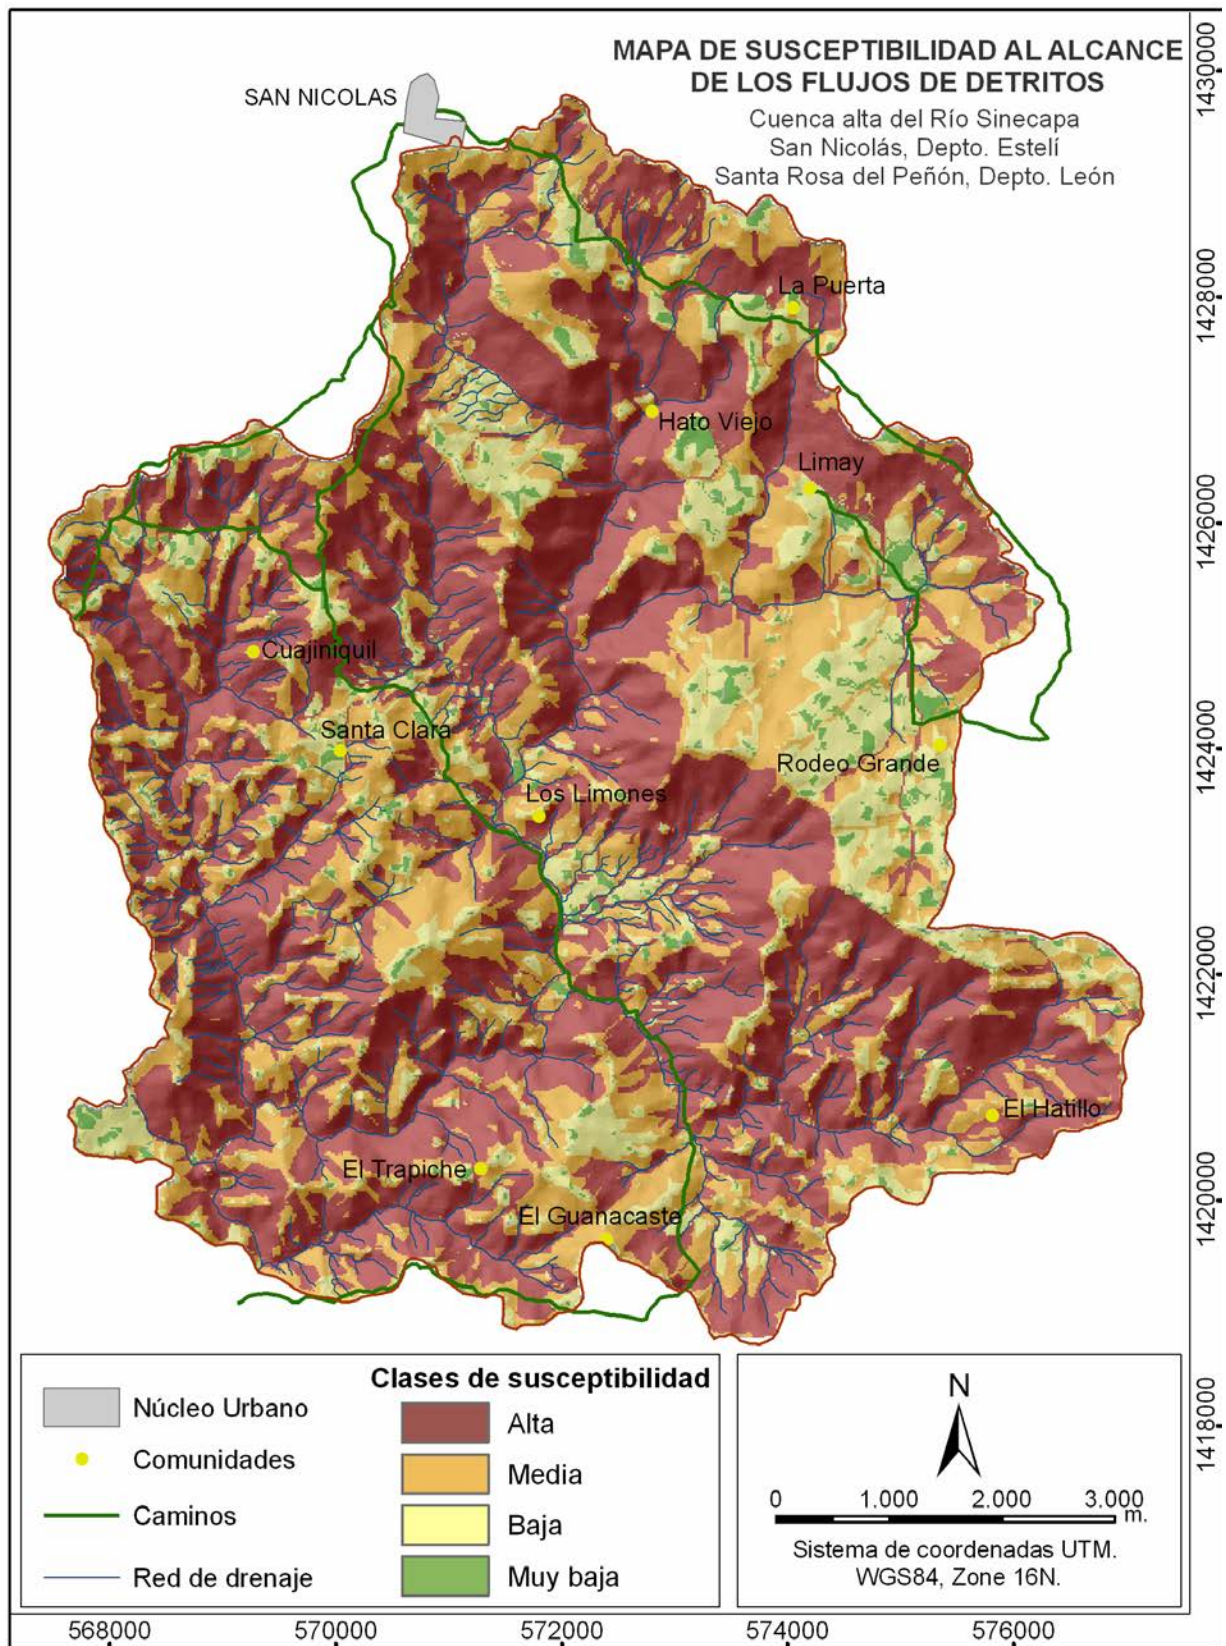 MAPA DE SUSCEPTIBILIDAD AL ALCANCE
DE LOS FLUJOS DE DETRITOS
Cuenca alta del Río Sinecapa
San Nicolás, Depto. Estelí
Santa Rosa del Peñón, Depto. León
SAN NICOLAS
La Puerta
Hato Viejo
Limay
Cuajiniquil
Santa Clara
Rodeo Grande
Los Limones
El Hatillo
El Trapiche
El Guanacaste
1430000
1428000
1426000
1424000
1422000
1420000
1418000
Núcleo Urbano
Comunidades
Caminos
Red de drenaje
Clases de susceptibilidad
Alta
Media
Baja
Muy baja
N
0 1.000 2.000 3.000
m.
Sistema de coordenadas UTM.
WGS84, Zone 16N.
568000 570000 572000 574000 576000